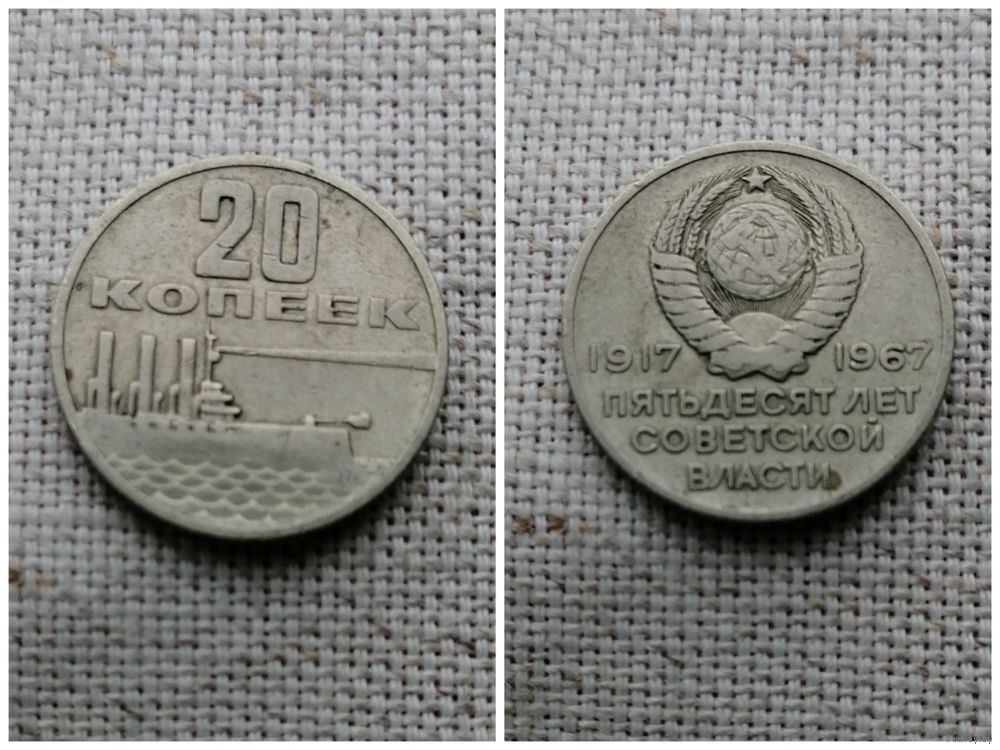 20
КОПЕЕК
1917 1967
ПЯТЬДЕСЯТ ЛЕТ
СОВЕТСКОЙ
ВЛАСТИ